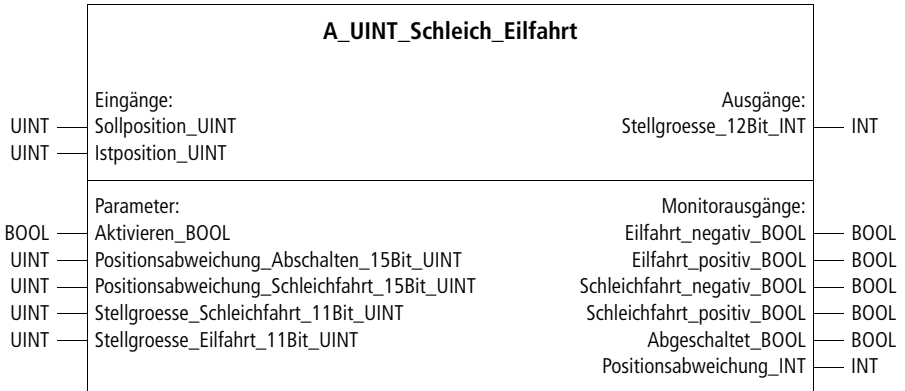 A_UINT_Schleich_Eilfahrt
Eingänge: Ausgänge:
UINT Sollposition_UINT Stellgroesse_12Bit_INT INT
UINT Istposition_UINT
Parameter: Monitorausgänge:
BOOL Aktivieren_BOOL Eilfahrt_negativ_BOOL BOOL
UINT Positionsabweichung_Abschalten_15Bit_UINT Eilfahrt_positiv_BOOL BOOL
UINT Positionsabweichung_Schleichfahrt_15Bit_UINT Schleichfahrt_negativ_BOOL BOOL
UINT Stellgroesse_Schleichfahrt_11Bit_UINT Schleichfahrt_positiv_BOOL BOOL
UINT Stellgroesse_Eilfahrt_11Bit_UINT Abgeschaltet_BOOL BOOL
Positionsabweichung_INT INT